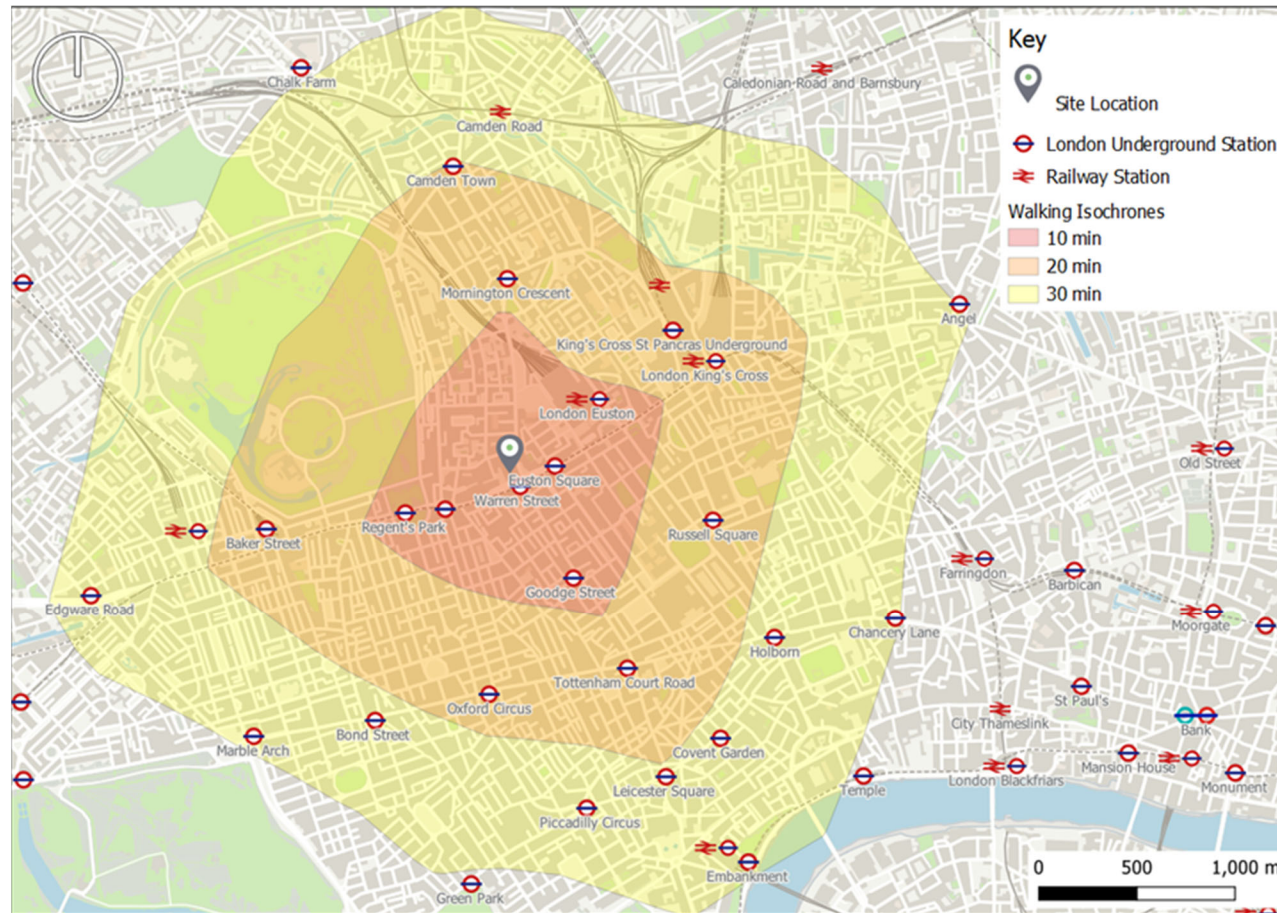 Key
Site Location
London Underground Station
Railway Station
Walking Isochrones
10 min
20 min
30 min
Chalk Farm
Caledonian Road and Barnsbury
Camden Road
Camden Town
Mornington Crescent
Angel
King's Cross St Pancras Underground
London King's Cross
London Euston
Old Street
Euston Square
Warren Street
Regent's Park
Russell Square
Baker Street
Farringdon
Barbican
Goodge Street
Edgware Road
Chancery Lane
Moorgate
Holborn
Tottenham Court Road
St Paul's
Oxford Circus
City Thameslink
Bank
Bond Street
Marble Arch
Covent Garden
Mansion House
London Blackfriars
Monument
Leicester Square
Temple
Piccadilly Circus
Embankment
Green Park
0 500 1,000 m